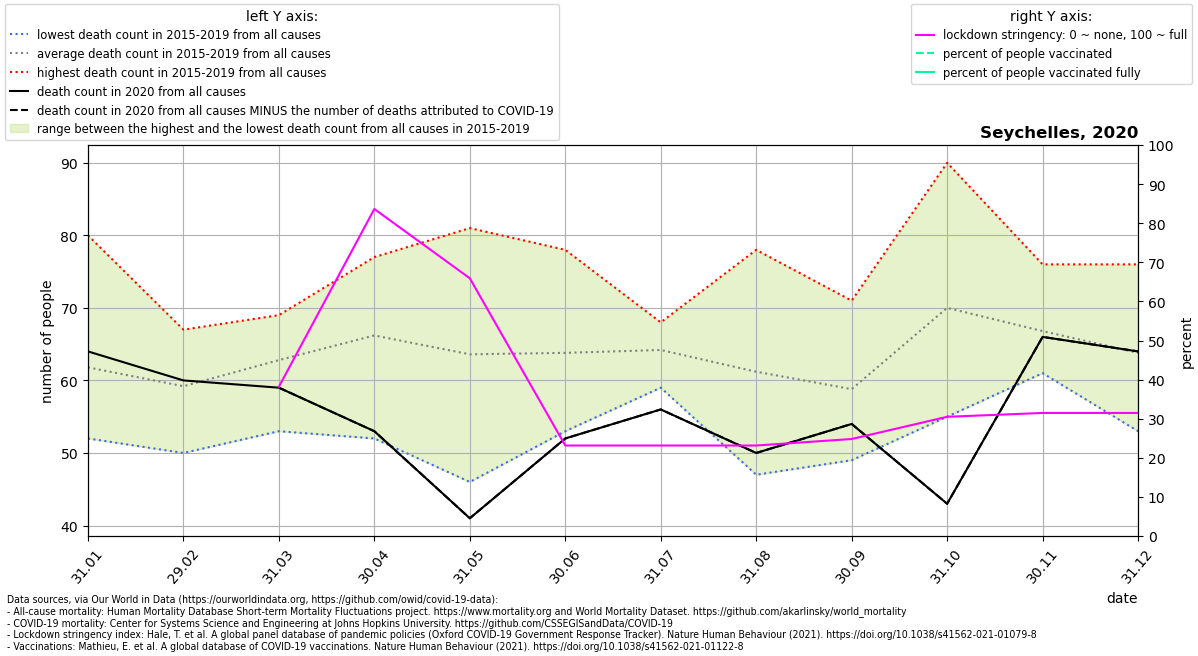 left Y axis:
lowest death count in 2015-2019 from all causes
average death count in 2015-2019 from all causes
highest death count in 2015-2019 from all causes
death count in 2020 from all causes
death count in 2020 from all causes MINUS the number of deaths attributed to COVID-19
range between the highest and the lowest death count from all causes in 2015-2019
right Y axis:
lockdown stringency: 0 ~ none, 100 ~ full
percent of people vaccinated
percent of people vaccinated fully
Seychelles, 2020
90
80
70
60
50
40
number of people
100
90
80
70
60
50
40
30
20
10
0
percent
31.01
29.02
31.03
30.04
31.05
30.06
31.07
31.08
30.09
31.10
30.11
31.12
date
Data sources, via Our World in Data (https://ourworldindata.org, https://github.com/owid/covid-19-data):
- All-cause mortality: Human Mortality Database Short-term Mortality Fluctuations project. https://www.mortality.org and World Mortality Dataset. https://github.com/akarlinsky/world_mortality
- COVID-19 mortality: Center for Systems Science and Engineering at Johns Hopkins University. https://github.com/CSSEGISandData/COVID-19
- Lockdown stringency index: Hale, T. et al. A global panel database of pandemic policies (Oxford COVID-19 Government Response Tracker). Nature Human Behaviour (2021). https://doi.org/10.1038/s41562-021-01079-8
- Vaccinations: Mathieu, E. et al. A global database of COVID-19 vaccinations. Nature Human Behaviour (2021). https://doi.org/10.1038/s41562-021-01122-8